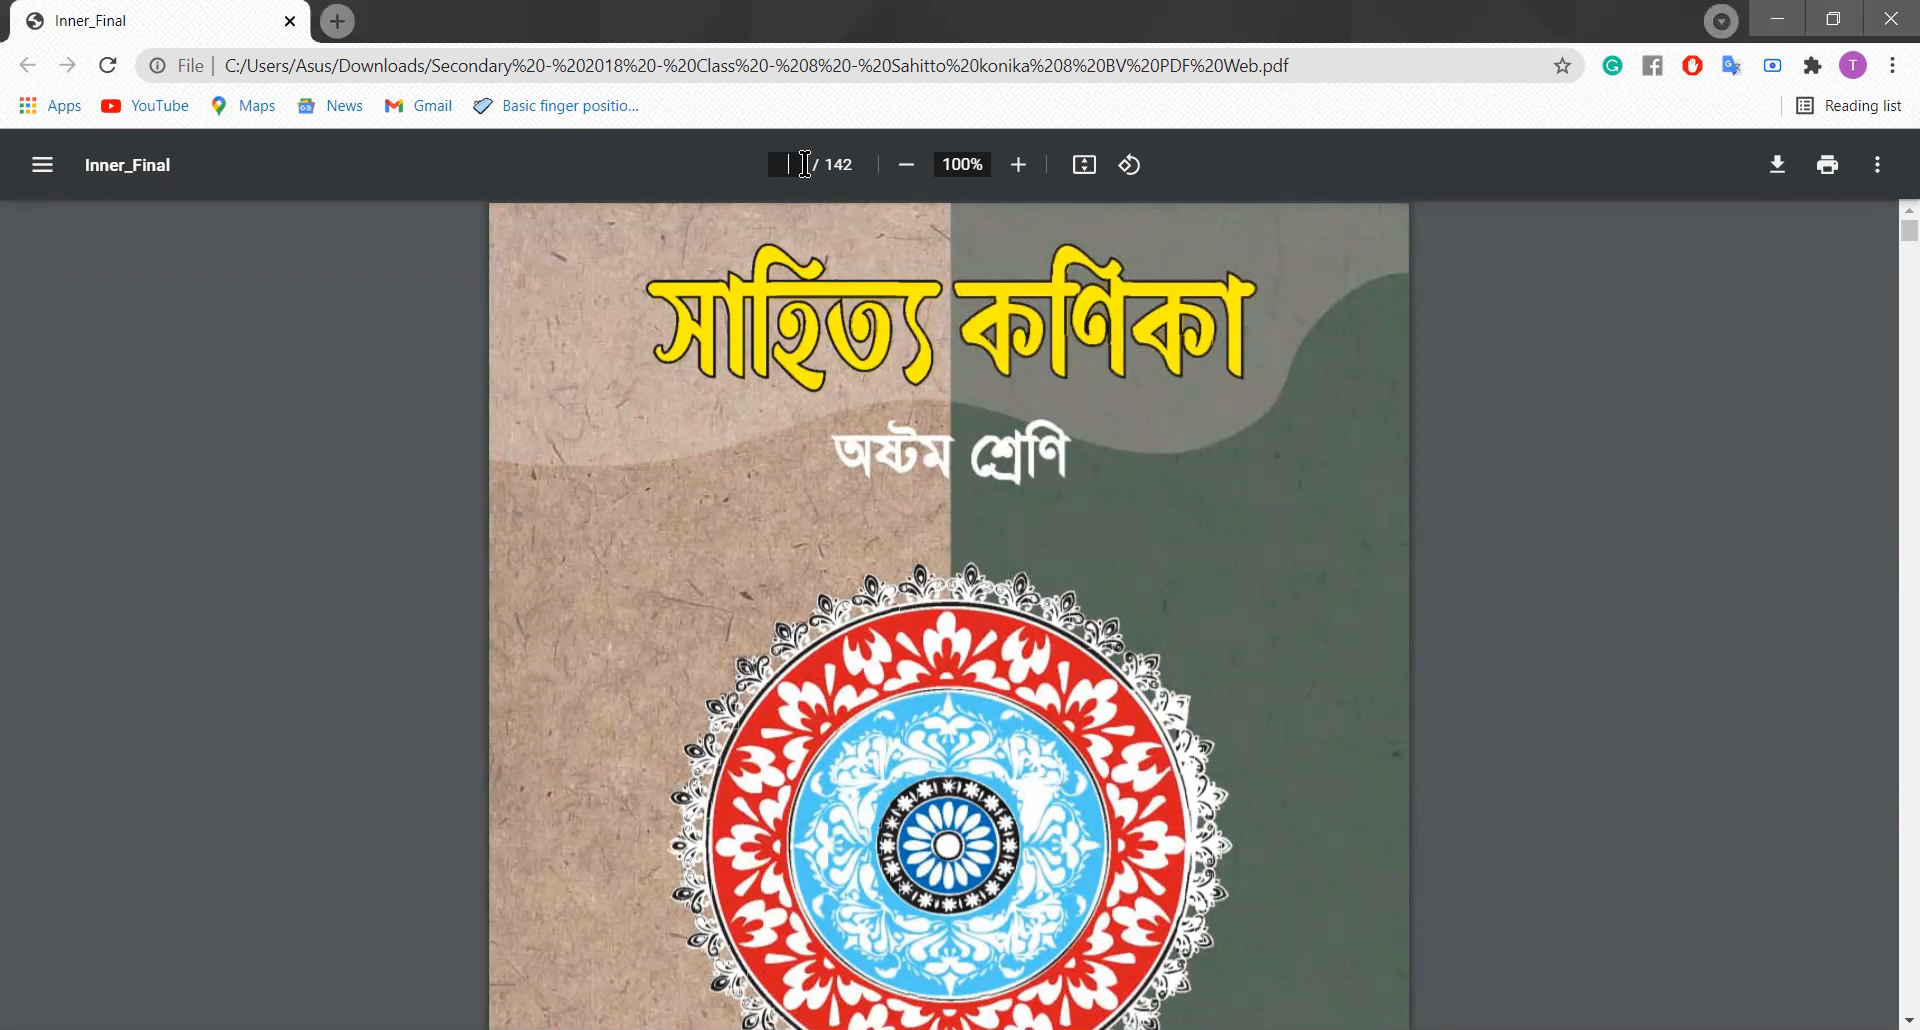 Inner_Final
File | C:/Users/Asus/Downloads/Secondary%20-%202018%20-%20Class%20-%208%20-%20Sahitto%20konika%208%20BV%20PDF%20Web.pdf
T
Apps YouTube Maps News Gmail Basic finger positio... Reading list
Inner_Final / 142 100%
সাহিত্য কণিকা
অষ্টম শ্রেণি